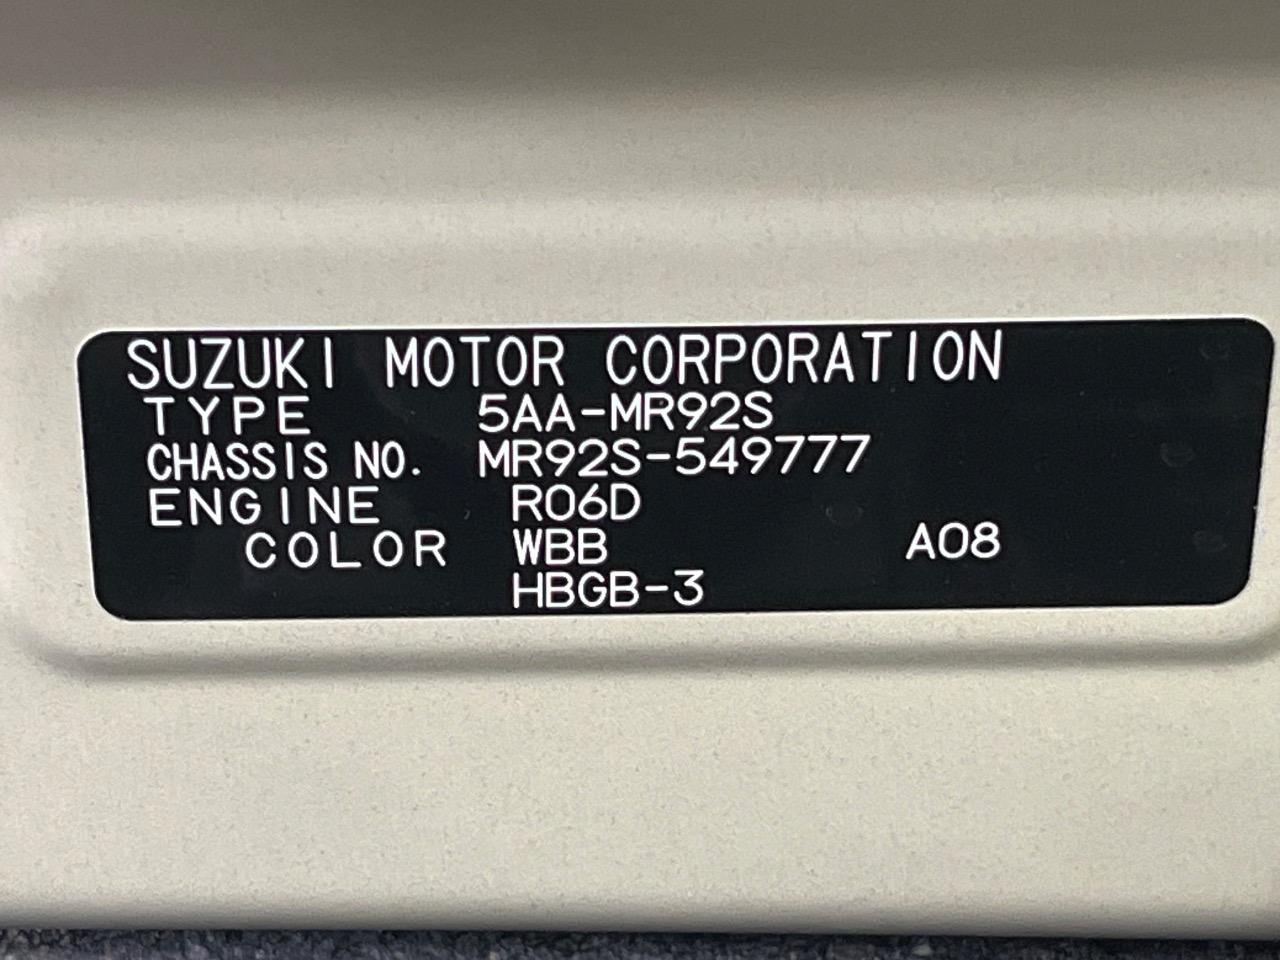 SUZUKI MOTOR CORPORATION
TYPE 5AA-MR92S
CHASSIS NO. MR92S-549777
ENGINE R06D
COLOR WBB A08
HBGB-3